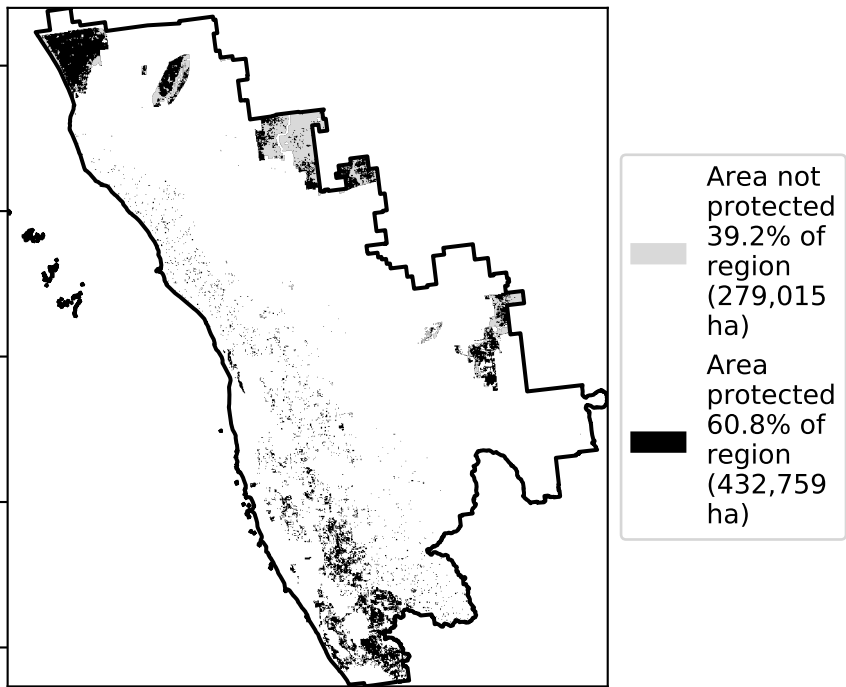 Area not
protected
39.2% of
region
(279,015
ha)
Area
protected
60.8% of
region
(432,759
ha)